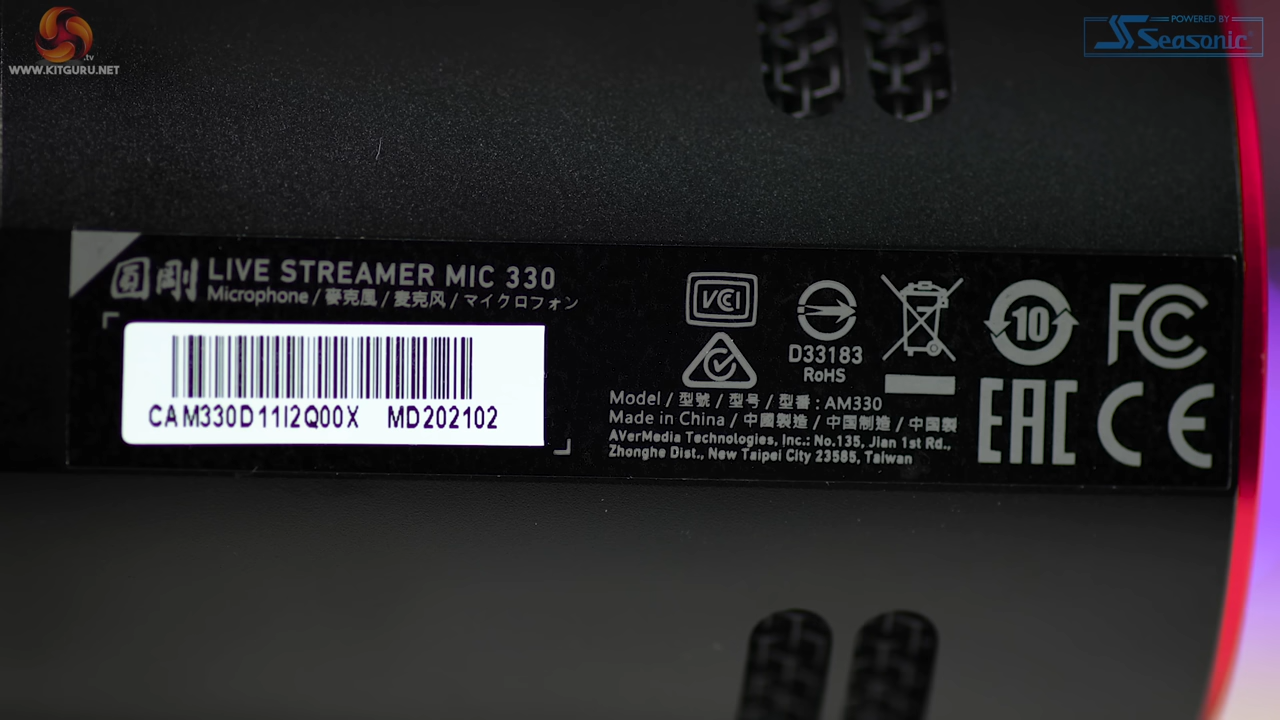 .tv
WWW.KITGURU.NET
POWERED BY
Seasonic
圓剛 LIVE STREAMER MIC 330
Microphone / 麥克風 / 麦克风 / マイクロフォン
CAM330D11I2Q00X MD202102
VCI
D33183
RoHS
10
FC
Model / 型號 / 型号 / 型番 : AM330
Made in China / 中國製造 / 中国制造 / 中国製
AVerMedia Technologies, Inc.: No.135, Jian 1st Rd.,
Zhonghe Dist., New Taipei City 23585, Taiwan
EAC CE